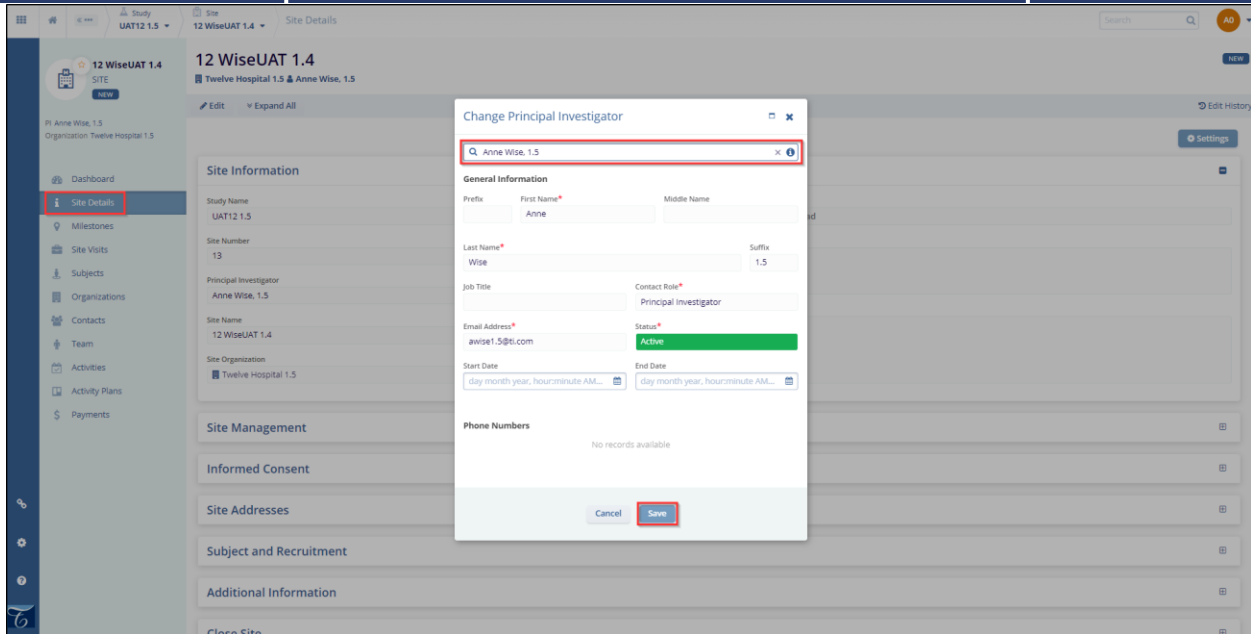 Study
UAT12 1.5
Site
12 WiseUAT 1.4
Site Details
Search
AO
12 WiseUAT 1.4
SITE
NEW
PI Anne Wise, 1.5
Organization Twelve Hospital 1.5
Dashboard
Site Details
Milestones
Site Visits
Subjects
Organizations
Contacts
Team
Activities
Activity Plans
Payments
12 WiseUAT 1.4
Twelve Hospital 1.5 Anne Wise, 1.5
NEW
Edit
Expand All
Edit History
Settings
Site Information
Study Name
UAT12 1.5
Site Number
13
Principal Investigator
Anne Wise, 1.5
Site Name
12 WiseUAT 1.4
Site Organization
Twelve Hospital 1.5
Site Management
Informed Consent
Site Addresses
Subject and Recruitment
Additional Information
Close Site
Change Principal Investigator
Anne Wise, 1.5
General Information
Prefix First Name* Middle Name
Anne
Last Name* Suffix
Wise 1.5
Job Title Contact Role*
Principal Investigator
Email Address* Status*
awise1.5@ti.com Active
Start Date End Date
day month year, hour:minute AM... day month year, hour:minute AM...
Phone Numbers
No records available
Cancel Save